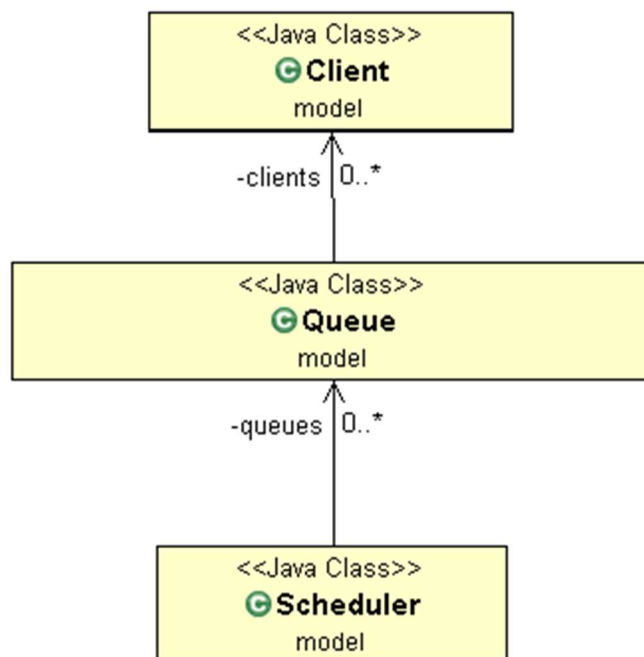 <<Java Class>>
Client
model
-clients 0..*
<<Java Class>>
Queue
model
-queues 0..*
<<Java Class>>
Scheduler
model